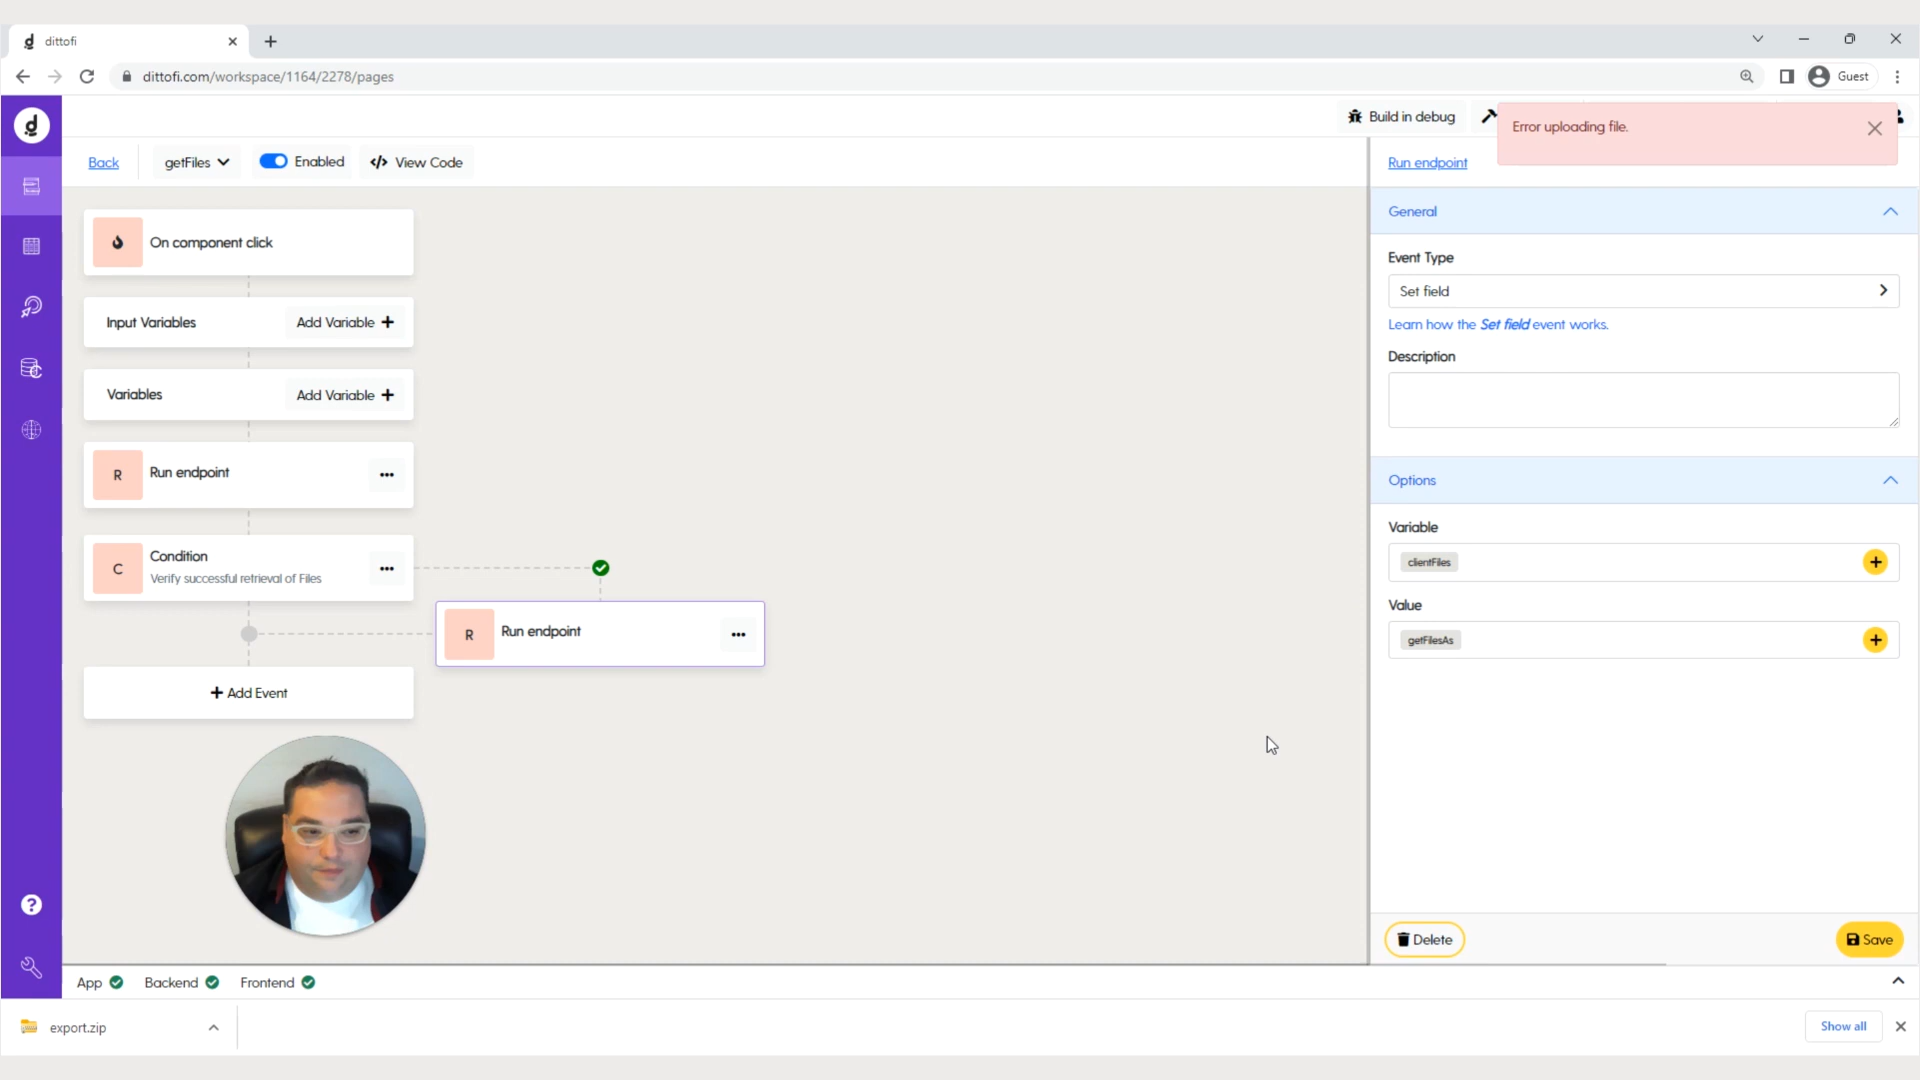 dittofi
dittofi.com/workspace/1164/2278/pages
Guest
d
Build in debug
Error uploading file.
Back
getFiles
Enabled
View Code
Run endpoint
On component click
General
Event Type
Set field
Learn how the Set field event works.
Input Variables
Add Variable
Description
Variables
Add Variable
R
Run endpoint
Options
Variable
clientFiles
C
Condition
Verify successful retrieval of Files
Value
getFilesAs
R
Run endpoint
Add Event
Delete
Save
App
Backend
Frontend
export.zip
Show all